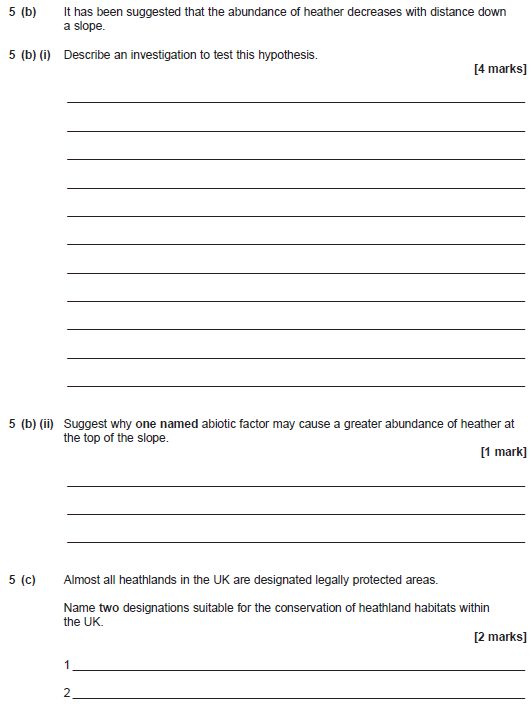 5 (b) It has been suggested that the abundance of heather decreases with distance down
a slope.
5 (b) (i) Describe an investigation to test this hypothesis.
[4 marks]
5 (b) (ii) Suggest why one named abiotic factor may cause a greater abundance of heather at
the top of the slope.
[1 mark]
5 (c) Almost all heathlands in the UK are designated legally protected areas.
Name two designations suitable for the conservation of heathland habitats within
the UK.
[2 marks]
1
2